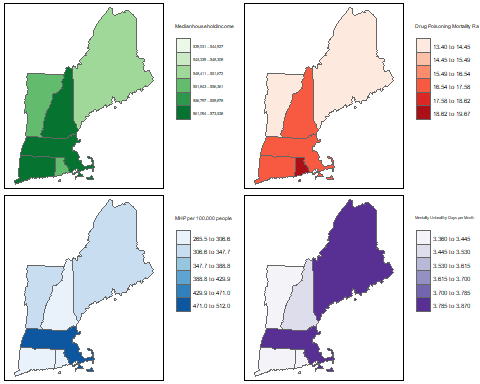 Medianhouseholdincome
Drug Poisoning Mortality Ra
13.40 to 14.45
14.45 to 15.49
15.49 to 16.54
16.54 to 17.58
17.58 to 18.62
18.62 to 19.67
MHP per 100,000 people
265.5 to 306.6
306.6 to 347.7
347.7 to 388.8
388.8 to 429.9
429.9 to 471.0
471.0 to 512.0
Mentally Unhealthy Days per Month
3.360 to 3.445
3.445 to 3.530
3.530 to 3.615
3.615 to 3.700
3.700 to 3.785
3.785 to 3.870